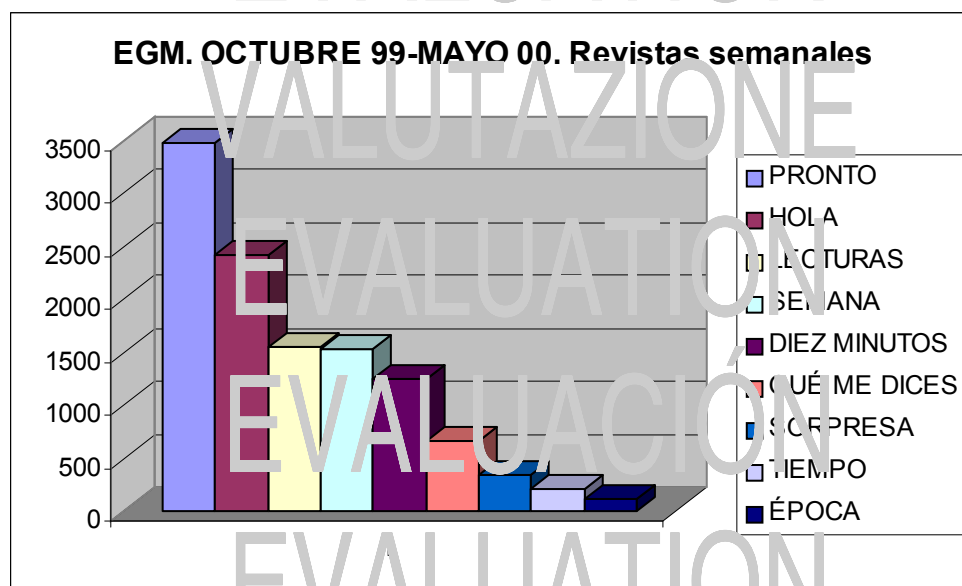 EVALUATION
EGM. OCTUBRE 99-MAYO 00. Revistas semanales
VALUTAZIONE
3500
3000
2500
2000
1500
1000
500
0
PRONTO
HOLA
EVALUATION
LECTURAS
SEMANA
DIEZ MINUTOS
EVALUACIÓN
QUÉ ME DICES
SORPRESA
TIEMPO
ÉPOCA
EVALUATION